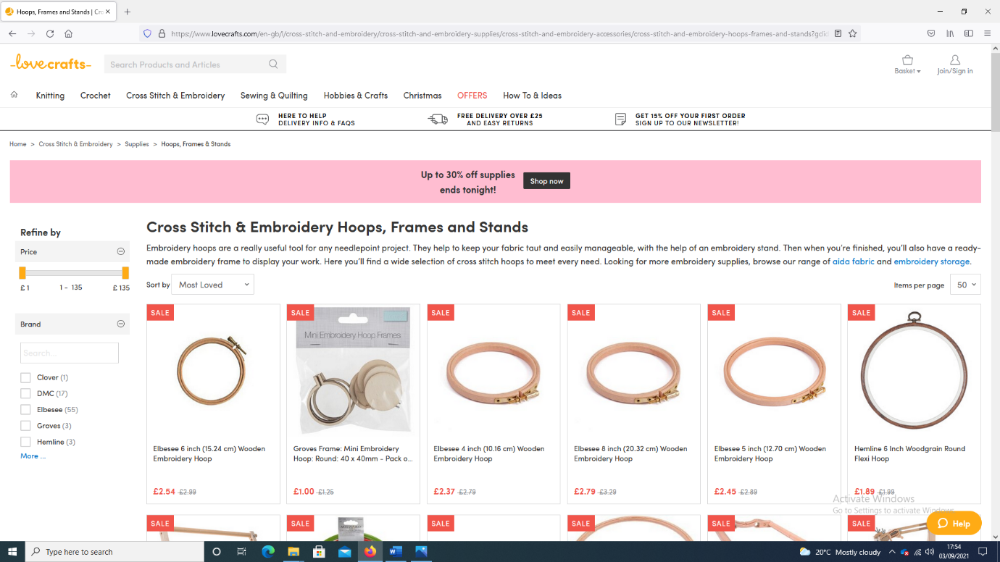 Hoops, Frames and Stands | Cro
https://www.lovecrafts.com/en-gb/l/cross-stitch-and-embroidery/cross-stitch-and-embroidery-supplies/cross-stitch-and-embroidery-accessories/cross-stitch-and-embroidery-hoops-frames-and-stands?gclid
lovecrafts
Search Products and Articles
Basket
Join/Sign in
Knitting
Crochet
Cross Stitch & Embroidery
Sewing & Quilting
Hobbies & Crafts
Christmas
OFFERS
How To & Ideas
HERE TO HELP
DELIVERY INFO & FAQS
FREE DELIVERY OVER £25
AND EASY RETURNS
GET 15% OFF YOUR FIRST ORDER
SIGN UP TO OUR NEWSLETTER!
Home > Cross Stitch & Embroidery > Supplies > Hoops, Frames & Stands
Up to 30% off supplies
ends tonight!
Shop now
Refine by
Price
£ 1
1 - 135
£ 135
Brand
Search...
Clover (1)
DMC (17)
Elbesee (55)
Groves (3)
Hemline (3)
More ...
Cross Stitch & Embroidery Hoops, Frames and Stands
Embroidery hoops are a really useful tool for any needlepoint project. They help to keep your fabric taut and easily manageable, with the help of an embroidery stand. Then when you're finished, you'll also have a ready-
made embroidery frame to display your work. Here you'll find a wide selection of cross stitch hoops to meet every need. Looking for more embroidery supplies, browse our range of aida fabric and embroidery storage.
Sort by
Most Loved
Items per page
50
SALE
Elbesee 6 inch (15.24 cm) Wooden
Embroidery Hoop
£2.54 £2.99
SALE
Mini Embroidery Hoop Frames
Groves Frame: Mini Embroidery
Hoop: Round: 40 x 40mm - Pack o...
£1.00 £1.25
SALE
Elbesee 4 inch (10.16 cm) Wooden
Embroidery Hoop
£2.37 £2.79
SALE
Elbesee 8 inch (20.32 cm) Wooden
Embroidery Hoop
£2.79 £3.29
SALE
Elbesee 5 inch (12.70 cm) Wooden
Embroidery Hoop
£2.45 £2.89
SALE
Hemline 6 Inch Woodgrain Round
Flexi Hoop
£1.89 £1.99
SALE
SALE
SALE
SALE
SALE
SALE
Activate Windows
Go to Settings to activate Windows.
Help
Type here to search
20°C Mostly cloudy
17:54
03/09/2021